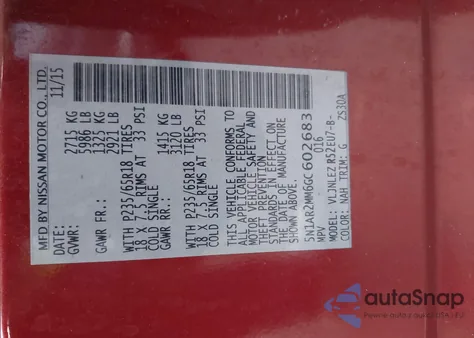 MFD BY NISSAN MOTOR CO., LTD.
DATE: 11/15
GVWR: 2715 KG
5986 LB
GAWR FR.: 1325 KG
2921 LB
WITH P235/65R18 TIRES
18 X 7.5 RIMS AT 33 PSI
COLD SINGLE
GAWR RR.: 1415 KG
3120 LB
WITH P235/65R18 TIRES
18 X 7.5 RIMS AT 33 PSI
COLD SINGLE
THIS VEHICLE CONFORMS TO
ALL APPLICABLE FEDERAL
MOTOR VEHICLE SAFETY AND
THEFT PREVENTION
STANDARDS IN EFFECT ON
THE DATE OF MANUFACTURE
SHOWN ABOVE.
5N1AR2MM6GC602683
MPV D16
MODEL: VLJNLEZ R52EU7-B-
COLOR: NAH TRIM: G ZS30A
autoSnap